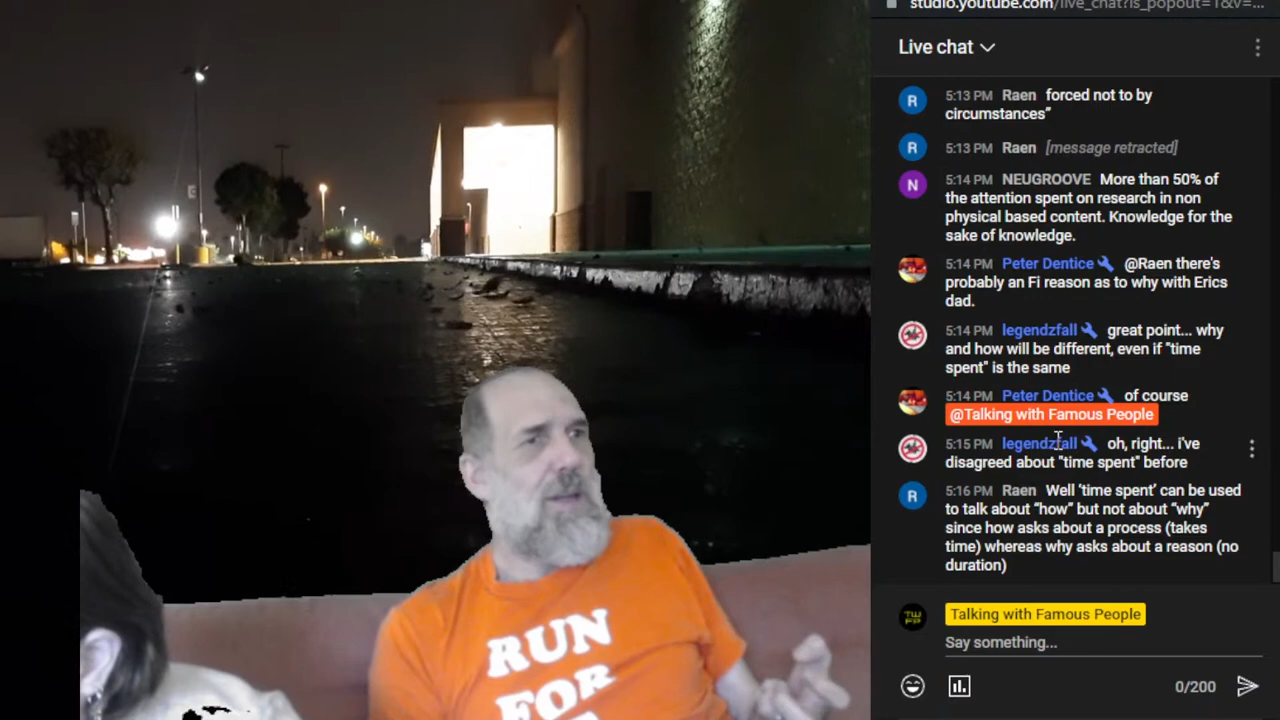 studio.youtube.com/live_chat?is_popout=1&v=...
Live chat
R
5:13 PM Raen forced not to by
circumstances”
R
5:13 PM Raen [message retracted]
N
5:14 PM NEUGROOVE More than 50% of
the attention spent on research in non
physical based content. Knowledge for the
sake of knowledge.
5:14 PM Peter Dentice @Raen there's
probably an Fi reason as to why with Erics
dad.
5:14 PM legendzfall great point... why
and how will be different, even if "time
spent" is the same
5:14 PM Peter Dentice of course
@Talking with Famous People
5:15 PM legendzfall oh, right... i've
disagreed about "time spent" before
R
5:16 PM Raen Well ‘time spent’ can be used
to talk about “how” but not about “why”
since how asks about a process (takes
time) whereas why asks about a reason (no
duration)
TW
FP
Talking with Famous People
Say something...
0/200
RUN
FOR